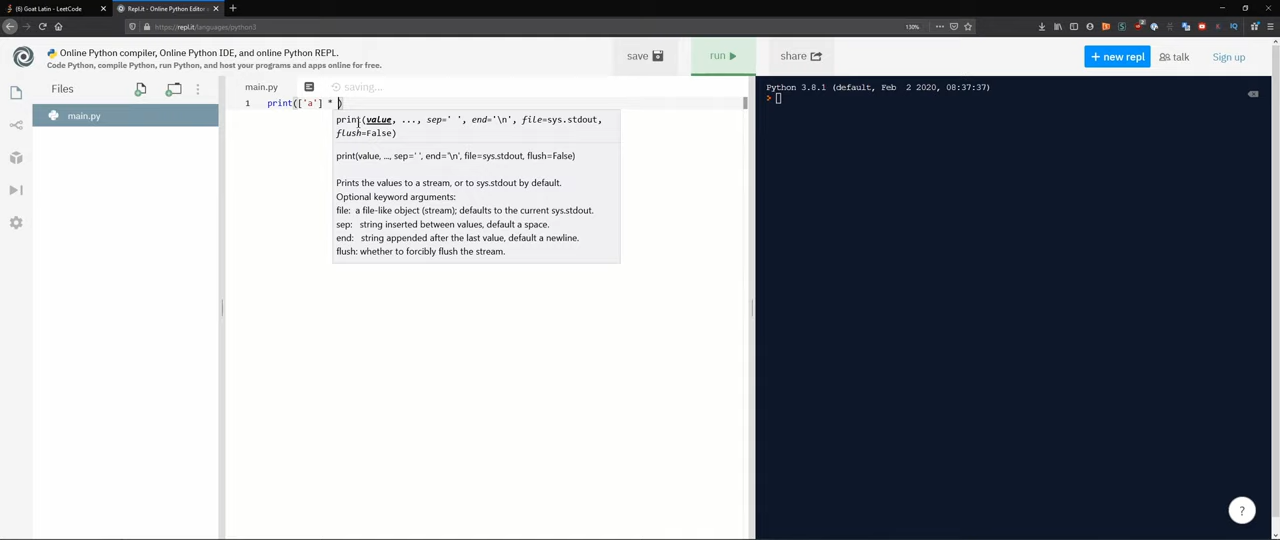 (6) Goat Latin - LeetCode
Repl.it - Online Python Editor
https://repl.it/languages/python3
130%
Online Python compiler, Online Python IDE, and online Python REPL.
Code Python, compile Python, run Python, and host your programs and apps online for free.
save
run
share
+ new repl
talk
Sign up
Files
main.py
main.py
saving...
1 print(['a'] * )
print(value, ..., sep=' ', end='\n', file=sys.stdout,
flush=False)
print(value, ..., sep=' ', end='\n', file=sys.stdout, flush=False)
Prints the values to a stream, or to sys.stdout by default.
Optional keyword arguments:
file: a file-like object (stream); defaults to the current sys.stdout.
sep: string inserted between values, default a space.
end: string appended after the last value, default a newline.
flush: whether to forcibly flush the stream.
Python 3.8.1 (default, Feb 2 2020, 08:37:37)
>
?